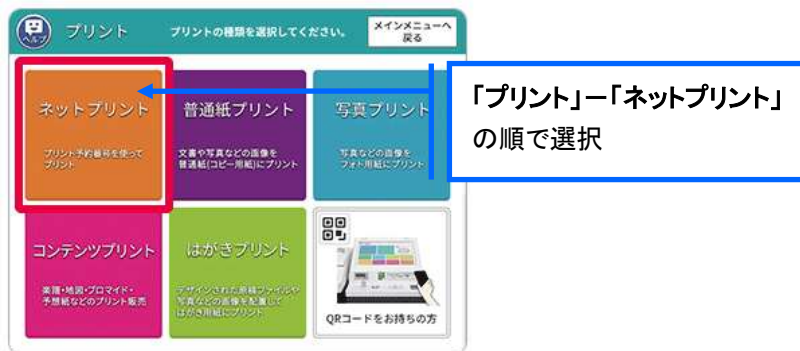 ヘルプ
プリント
プリントの種類を選択してください。
メインメニューへ
戻る
ネットプリント
プリント予約番号を使って
プリント
普通紙プリント
文書や写真などの画像を
普通紙(コピー用紙)にプリント
写真プリント
写真などの画像を
フォト用紙にプリント
「プリント」－「ネットプリント」
の順で選択
コンテンツプリント
楽譜・地図・ブロマイド・
予想紙などのプリント販売
はがきプリント
デザインされた原稿ファイルや
写真などの画像を配置して
はがき用紙にプリント
QRコードをお持ちの方